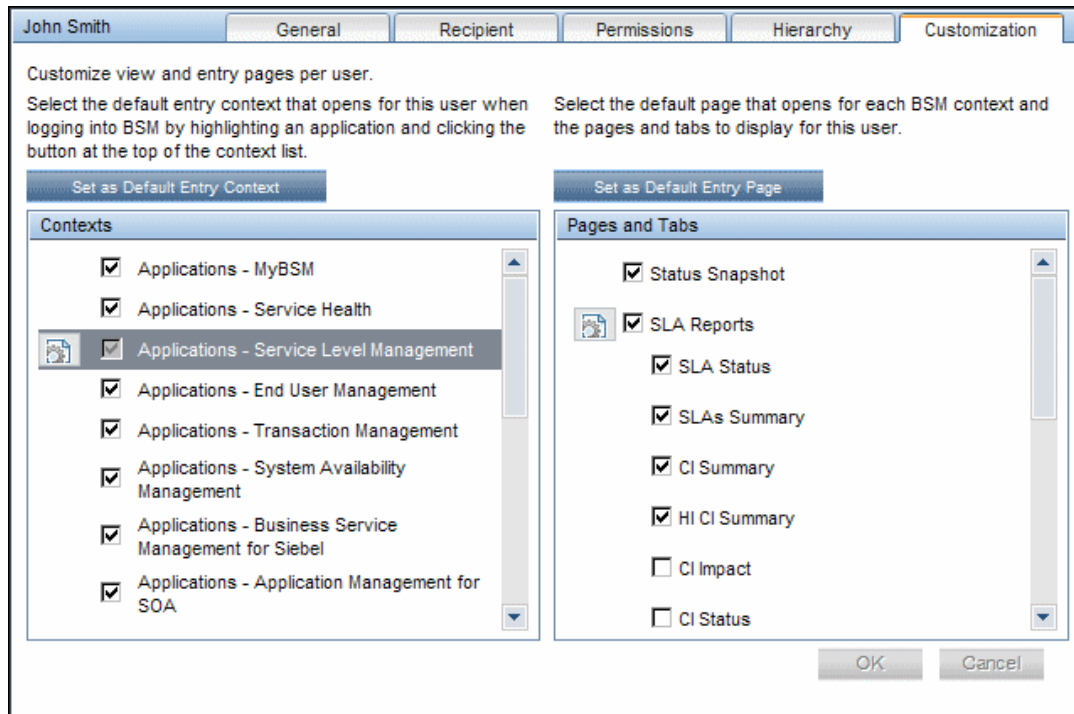 John Smith
General
Recipient
Permissions
Hierarchy
Customization
Customize view and entry pages per user.
Select the default entry context that opens for this user when
logging into BSM by highlighting an application and clicking the
button at the top of the context list.
Set as Default Entry Context
Contexts
Applications - MyBSM
Applications - Service Health
Applications - Service Level Management
Applications - End User Management
Applications - Transaction Management
Applications - System Availability
Management
Applications - Business Service
Management for Siebel
Applications - Application Management for
SOA
Select the default page that opens for each BSM context and
the pages and tabs to display for this user.
Set as Default Entry Page
Pages and Tabs
Status Snapshot
SLA Reports
SLA Status
SLAs Summary
CI Summary
HI CI Summary
CI Impact
CI Status
OK
Cancel